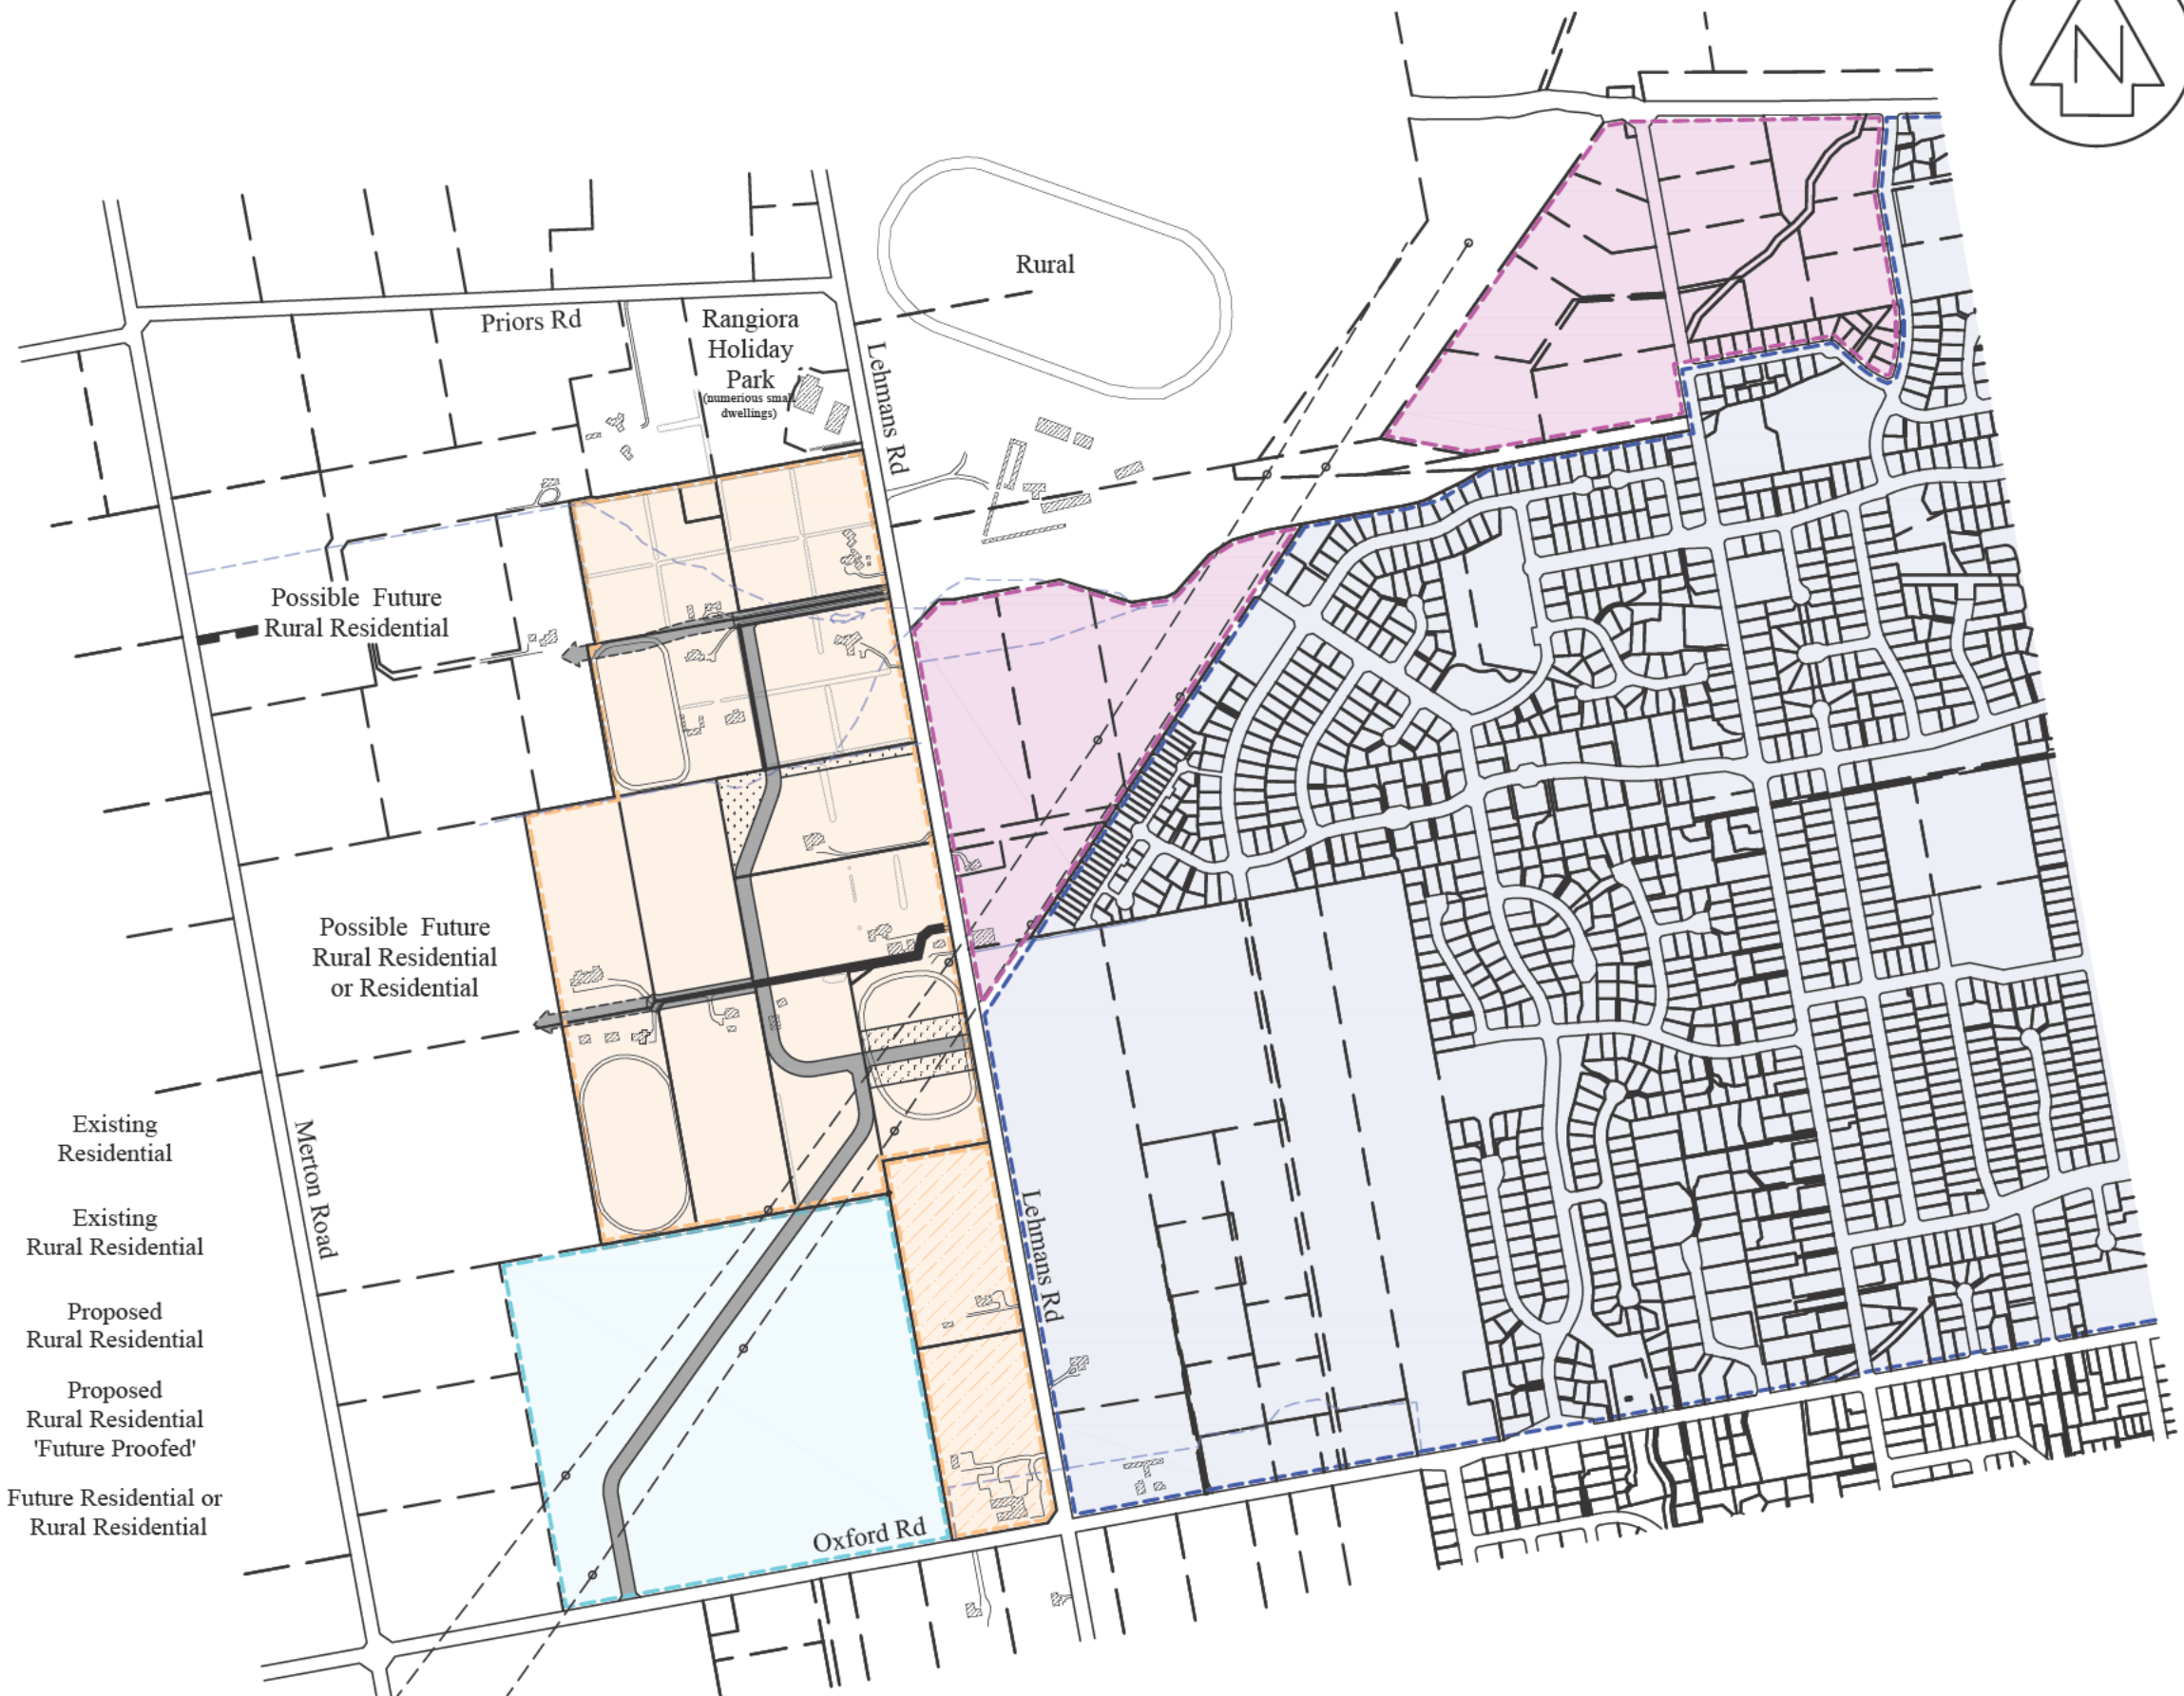 N
Rural
Priors Rd
Rangiora
Holiday
Park
(numerious small
dwellings)
Lehmans Rd
Possible Future
Rural Residential
Possible Future
Rural Residential
or Residential
Existing
Residential
Existing
Rural Residential
Proposed
Rural Residential
Proposed
Rural Residential
'Future Proofed'
Future Residential or
Rural Residential
Merton Road
Lehmans Rd
Oxford Rd